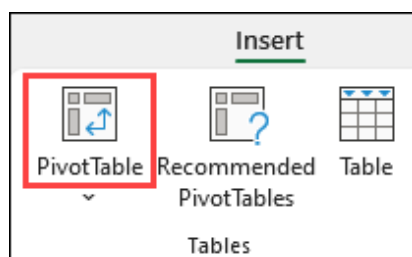 Insert
PivotTable
Recommended
PivotTables
Table
Tables